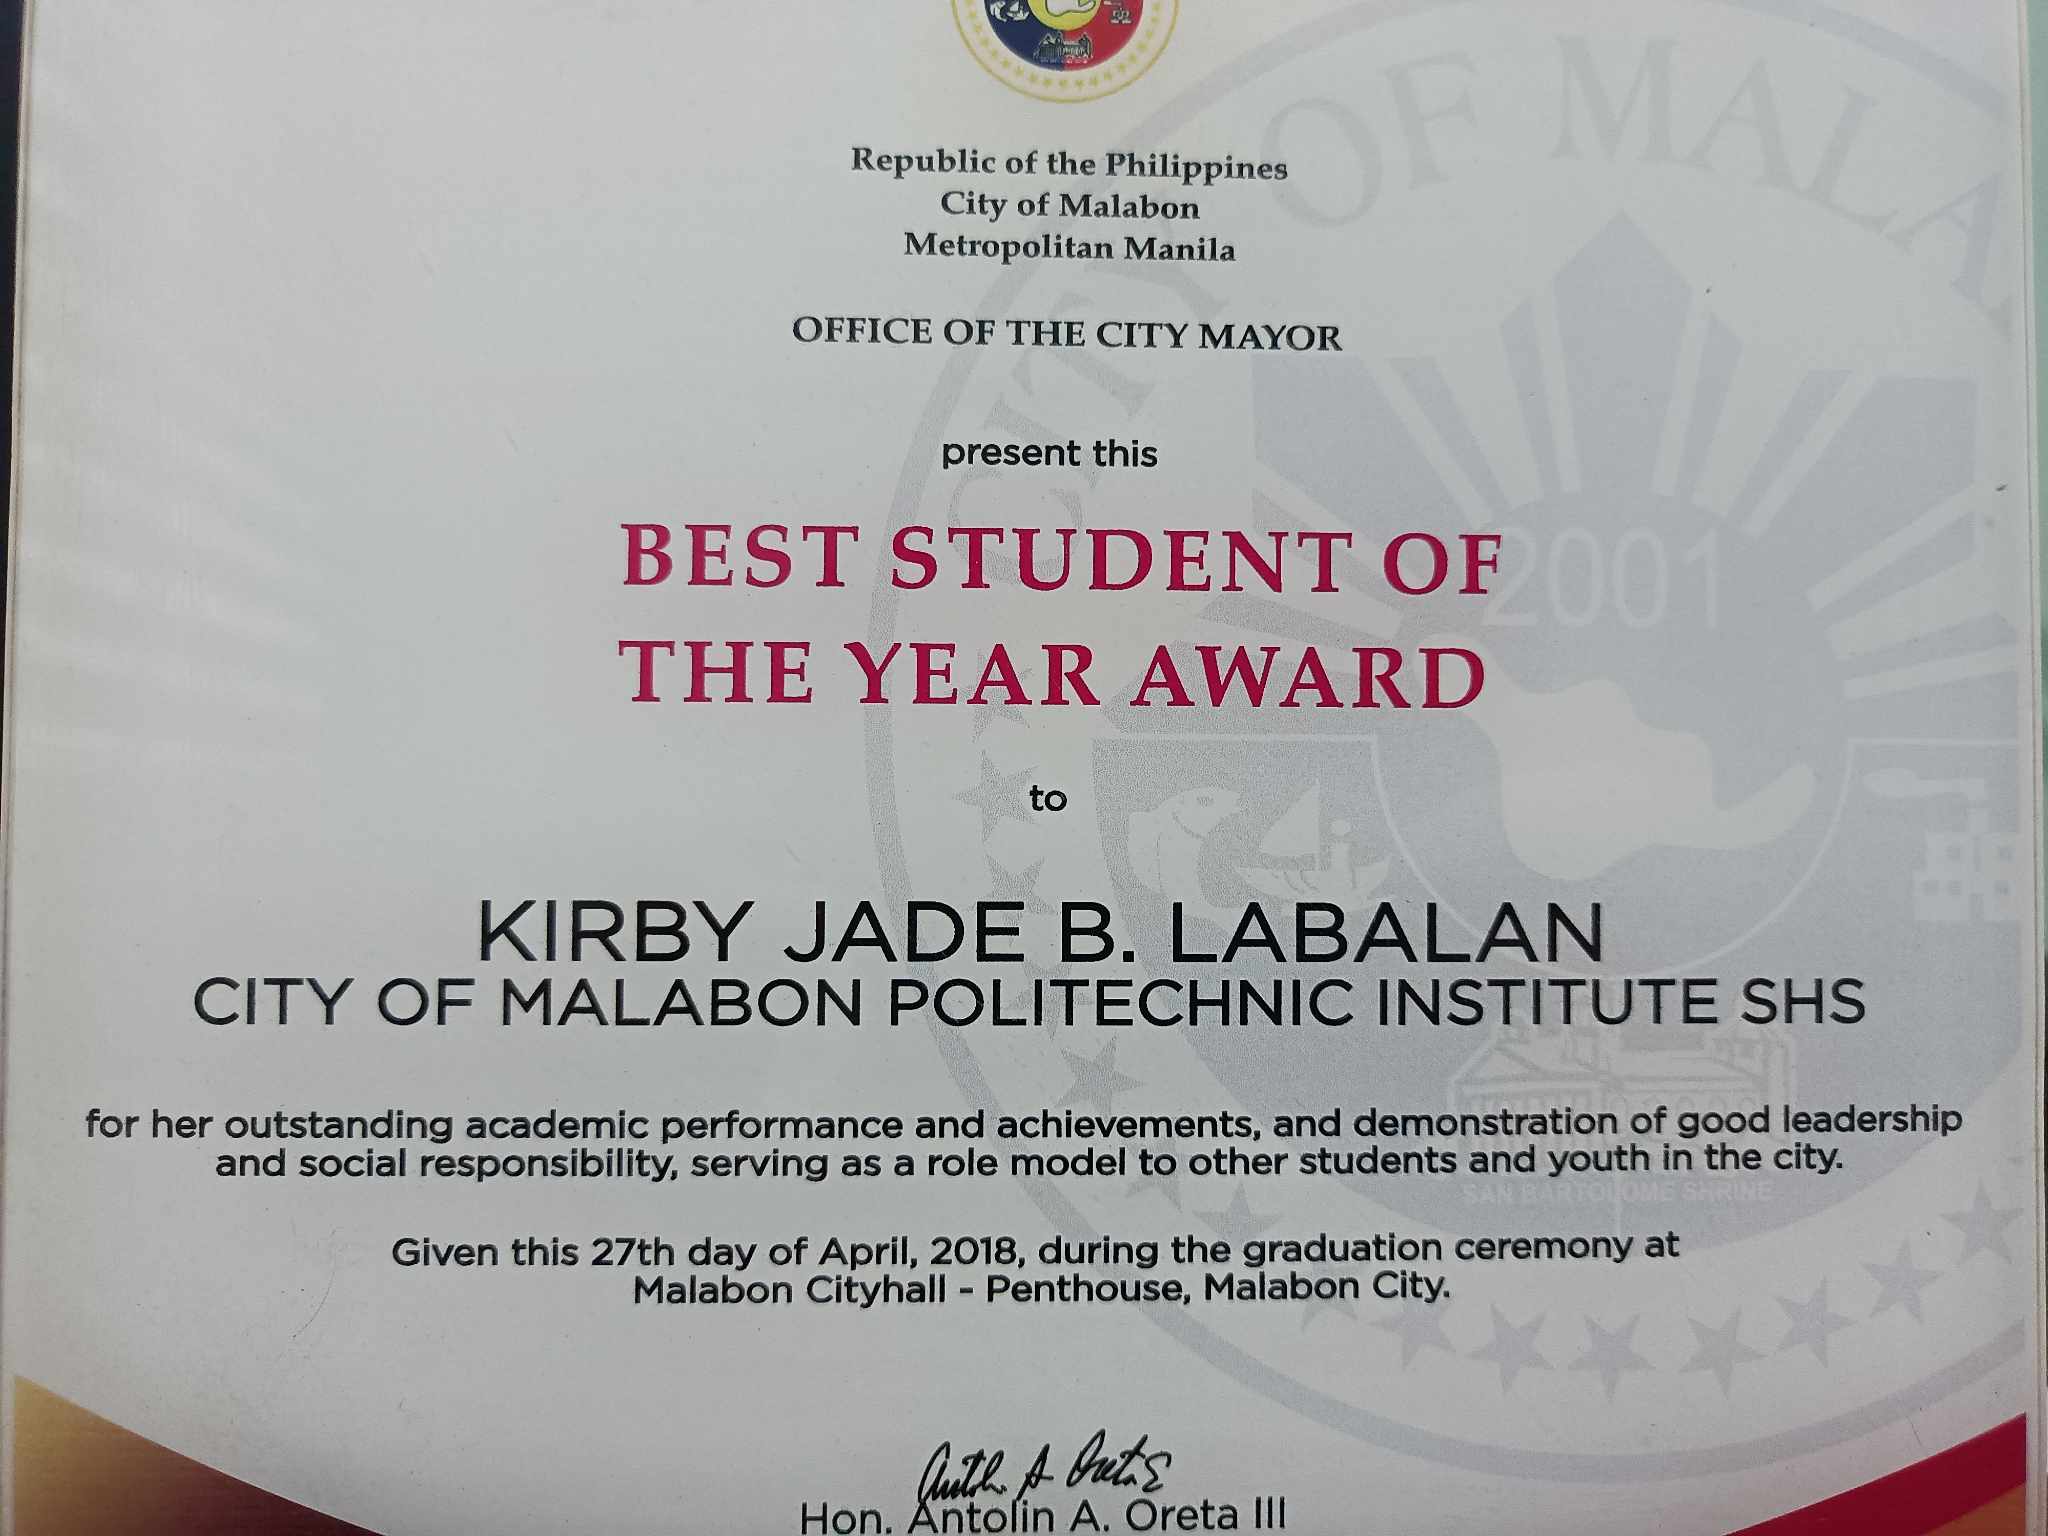 Republic of the Philippines
City of Malabon
Metropolitan Manila
OFFICE OF THE CITY MAYOR
present this
BEST STUDENT OF
THE YEAR AWARD
to
KIRBY JADE B. LABALAN
CITY OF MALABON POLITECHNIC INSTITUTE SHS
for her outstanding academic performance and achievements, and demonstration of good leadership
and social responsibility, serving as a role model to other students and youth in the city.
Given this 27th day of April, 2018, during the graduation ceremony at
Malabon Cityhall - Penthouse, Malabon City.
Hon. Antolin A. Oreta III
CITY OF MALA
2001
SAN BARTOLOME SHRINE